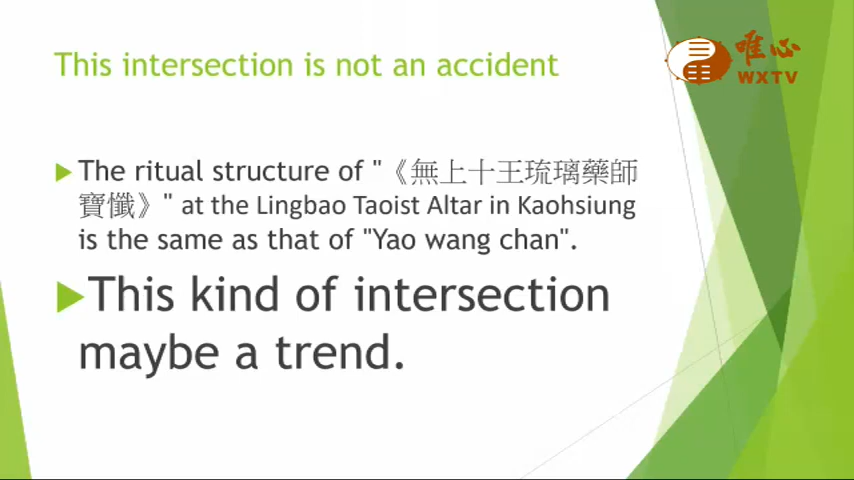 This intersection is not an accident
唯心
WXTV
The ritual structure of "《無上十王琉璃藥師
寶懺》" at the Lingbao Taoist Altar in Kaohsiung
is the same as that of "Yao wang chan".
This kind of intersection
maybe a trend.